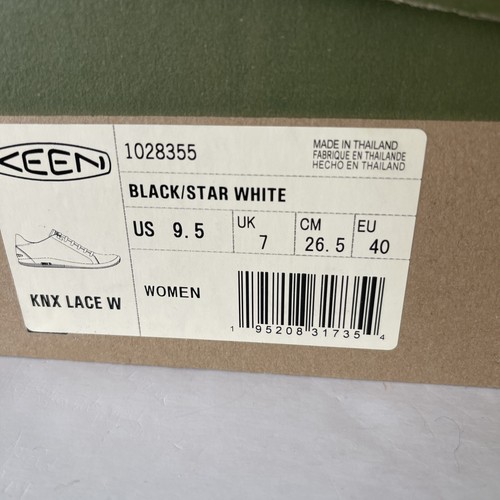 KEEN
1028355
MADE IN THAILAND
FABRIQUE EN THAILANDE
HECHO EN THAILAND
BLACK/STAR WHITE
US 9.5
UK 7
CM 26.5
EU 40
KNX LACE W
WOMEN
1 95208 31735 4